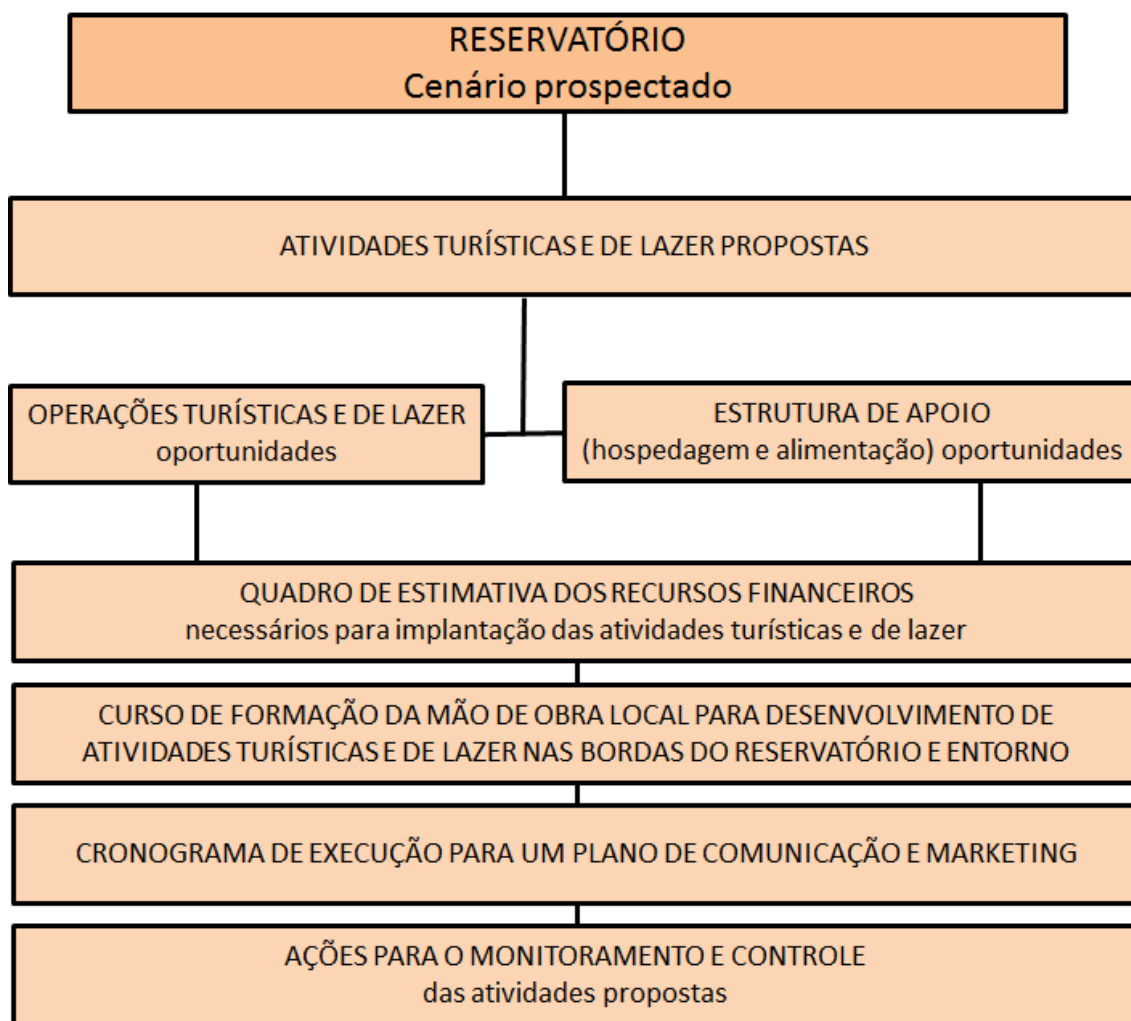 RESERVATÓRIO
Cenário prospectado
ATIVIDADES TURÍSTICAS E DE LAZER PROPOSTAS
OPERAÇÕES TURÍSTICAS E DE LAZER
oportunidades
ESTRUTURA DE APOIO
(hospedagem e alimentação) oportunidades
QUADRO DE ESTIMATIVA DOS RECURSOS FINANCEIROS
necessários para implantação das atividades turísticas e de lazer
CURSO DE FORMAÇÃO DA MÃO DE OBRA LOCAL PARA DESENVOLVIMENTO DE
ATIVIDADES TURÍSTICAS E DE LAZER NAS BORDAS DO RESERVATÓRIO E ENTORNO
CRONOGRAMA DE EXECUÇÃO PARA UM PLANO DE COMUNICAÇÃO E MARKETING
AÇÕES PARA O MONITORAMENTO E CONTROLE
das atividades propostas